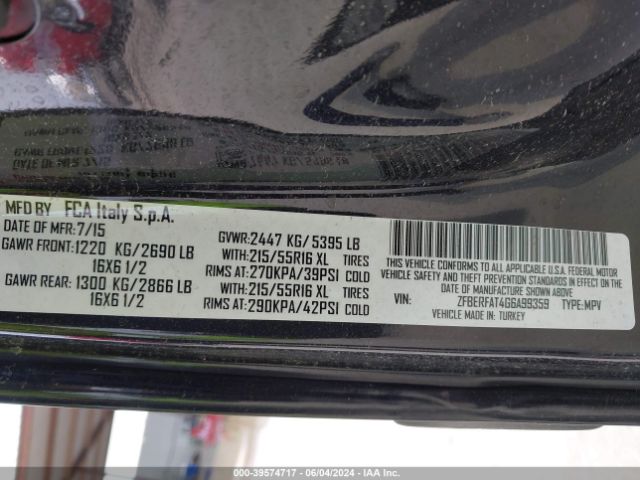 MFD BY FCA Italy S.p.A.
DATE OF MFR: 7/15
GAWR FRONT: 1220 KG/2690 LB
16X6 1/2
GAWR REAR: 1300 KG/2866 LB
16X6 1/2
GVWR: 2447 KG/5395 LB
WITH: 215/55R16 XL TIRES
RIMS AT: 270KPA/39PSI COLD
WITH: 215/55R16 XL TIRES
RIMS AT: 290KPA/42PSI COLD
THIS VEHICLE CONFORMS TO ALL APPLICABLE U.S.A. FEDERAL MOTOR
VEHICLE SAFETY AND THEFT STANDARDS IN EFFECT ON THE
DATE OF MANUFACTURE SHOWN ABOVE
VIN: ZFBERFAT4G6A99359 TYPE: MPV
VEHICLE MADE IN: TURKEY
000-39574717 | 06/04/2024 | IAA Inc.